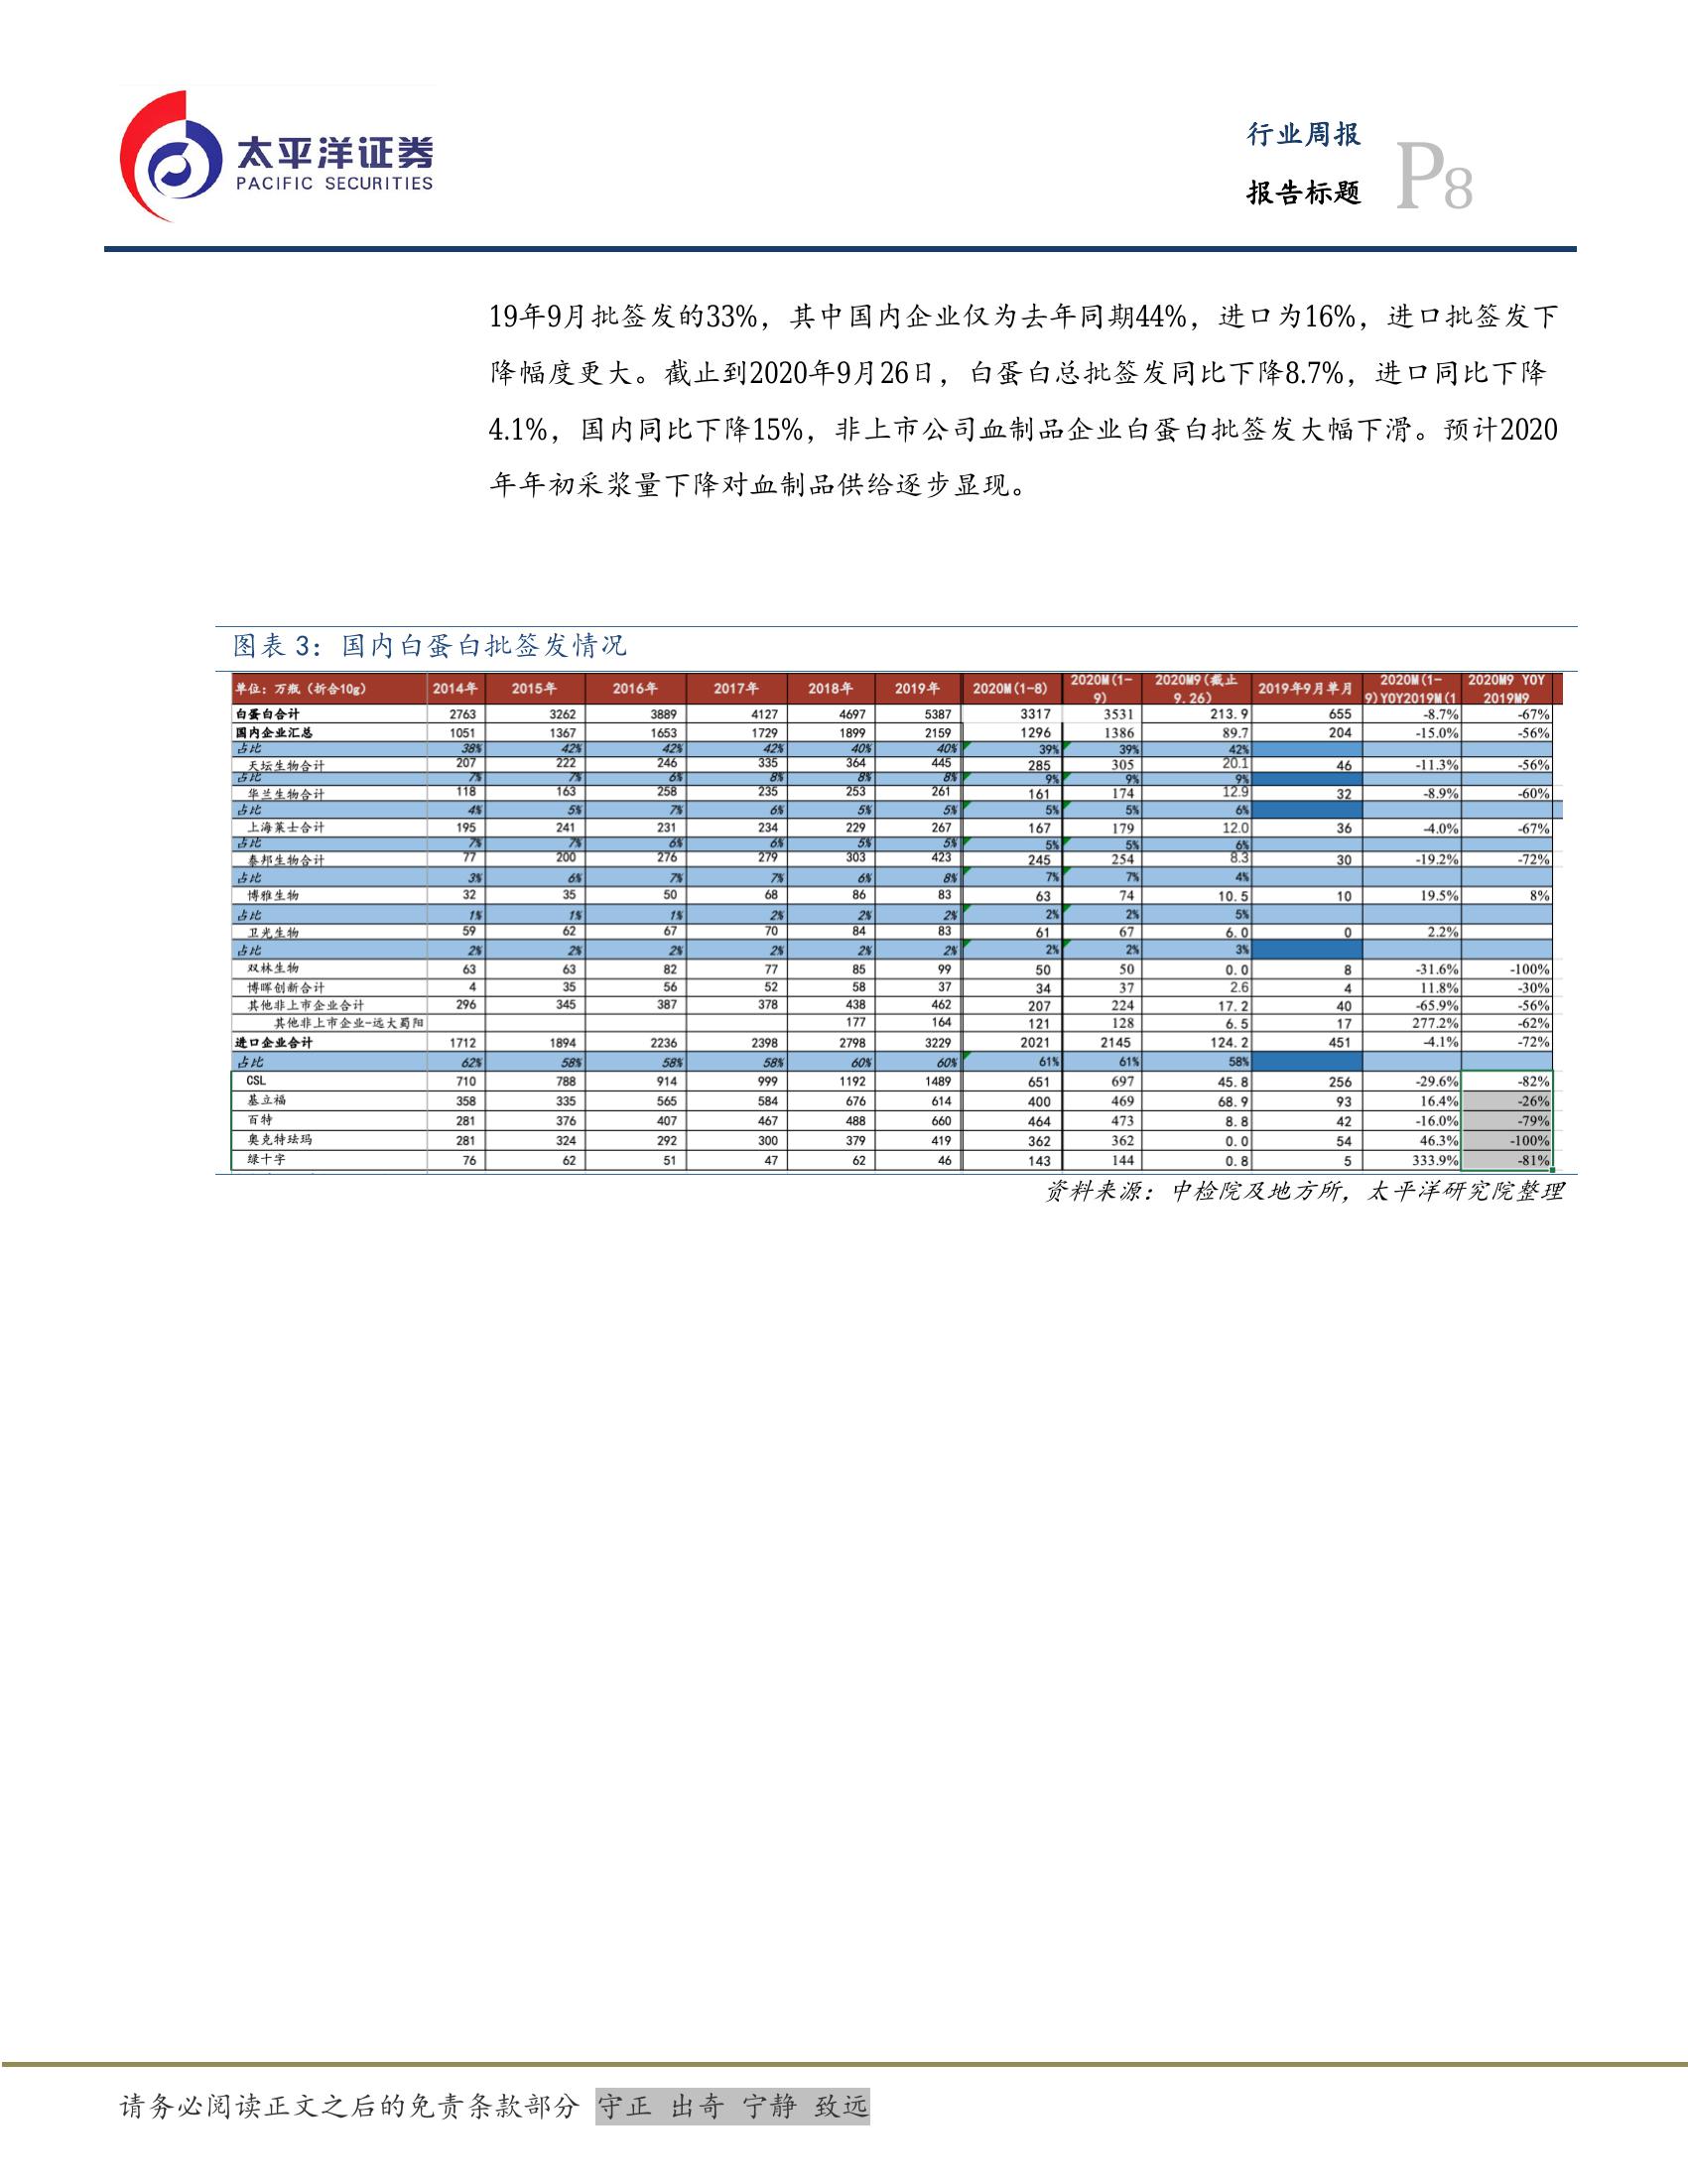 太平洋证券
PACIFIC SECURITIES
行业周报
报告标题 P8
19年9月批签发的33%，其中国内企业仅为去年同期44%，进口为16%，进口批签发下
降幅度更大。截止到2020年9月26日，白蛋白总批签发同比下降8.7%，进口同比下降
4.1%，国内同比下降15%，非上市公司血制品企业白蛋白批签发大幅下滑。预计2020
年年初采浆量下降对血制品供给逐步显现。
图表 3：国内白蛋白批签发情况
单位：万瓶（折合10g） 2014年 2015年 2016年 2017年 2018年 2019年 2020M(1-8) 2020M(1-9) 2020M9(截止9.26) 2019年9月单月 2020M(1-9)YOY2019M(1 2020M9 YOY 2019M9
白蛋白合计 2763 3262 3889 4127 4697 5387 3317 3531 213.9 655 -8.7% -67%
国内企业汇总 1051 1367 1653 1729 1899 2159 1296 1386 89.7 204 -15.0% -56%
占比 38% 42% 42% 42% 40% 40% 39% 39% 42%
天坛生物合计 207 222 246 335 364 445 285 305 20.1 46 -11.3% -56%
占比 7% 7% 6% 8% 8% 8% 9% 9% 9%
华兰生物合计 118 163 258 235 253 261 161 174 12.9 32 -8.9% -60%
占比 4% 5% 7% 6% 5% 5% 5% 5% 6%
上海莱士合计 195 241 231 234 229 267 167 179 12.0 36 -4.0% -67%
占比 7% 7% 6% 6% 5% 5% 5% 5% 6%
泰邦生物合计 77 200 276 279 303 423 245 254 8.3 30 -19.2% -72%
占比 3% 6% 7% 7% 6% 8% 7% 7% 4%
博雅生物 32 35 50 68 86 83 63 74 10.5 10 19.5% 8%
占比 1% 1% 1% 2% 2% 2% 2% 2% 5%
卫光生物 59 62 67 70 84 83 61 67 6.0 0 2.2%
占比 2% 2% 2% 2% 2% 2% 2% 2% 3%
双林生物 63 63 82 77 85 99 50 50 0.0 8 -31.6% -100%
博晖创新合计 4 35 56 52 58 37 34 37 2.6 4 11.8% -30%
其他非上市企业合计 296 345 387 378 438 462 207 224 17.2 40 -65.9% -56%
其他非上市企业-远大蜀阳 177 164 121 128 6.5 17 277.2% -62%
进口企业合计 1712 1894 2236 2398 2798 3229 2021 2145 124.2 451 -4.1% -72%
占比 62% 58% 58% 58% 60% 60% 61% 61% 58%
CSL 710 788 914 999 1192 1489 651 697 45.8 256 -29.6% -82%
基立福 358 335 565 584 676 614 400 469 68.9 93 16.4% -26%
百特 281 376 407 467 488 660 464 473 8.8 42 -16.0% -79%
奥克特珐玛 281 324 292 300 379 419 362 362 0.0 54 46.3% -100%
绿十字 76 62 51 47 62 46 143 144 0.8 5 333.9% -81%
资料来源：中检院及地方所，太平洋研究院整理
请务必阅读正文之后的免责条款部分 守正 出奇 宁静 致远